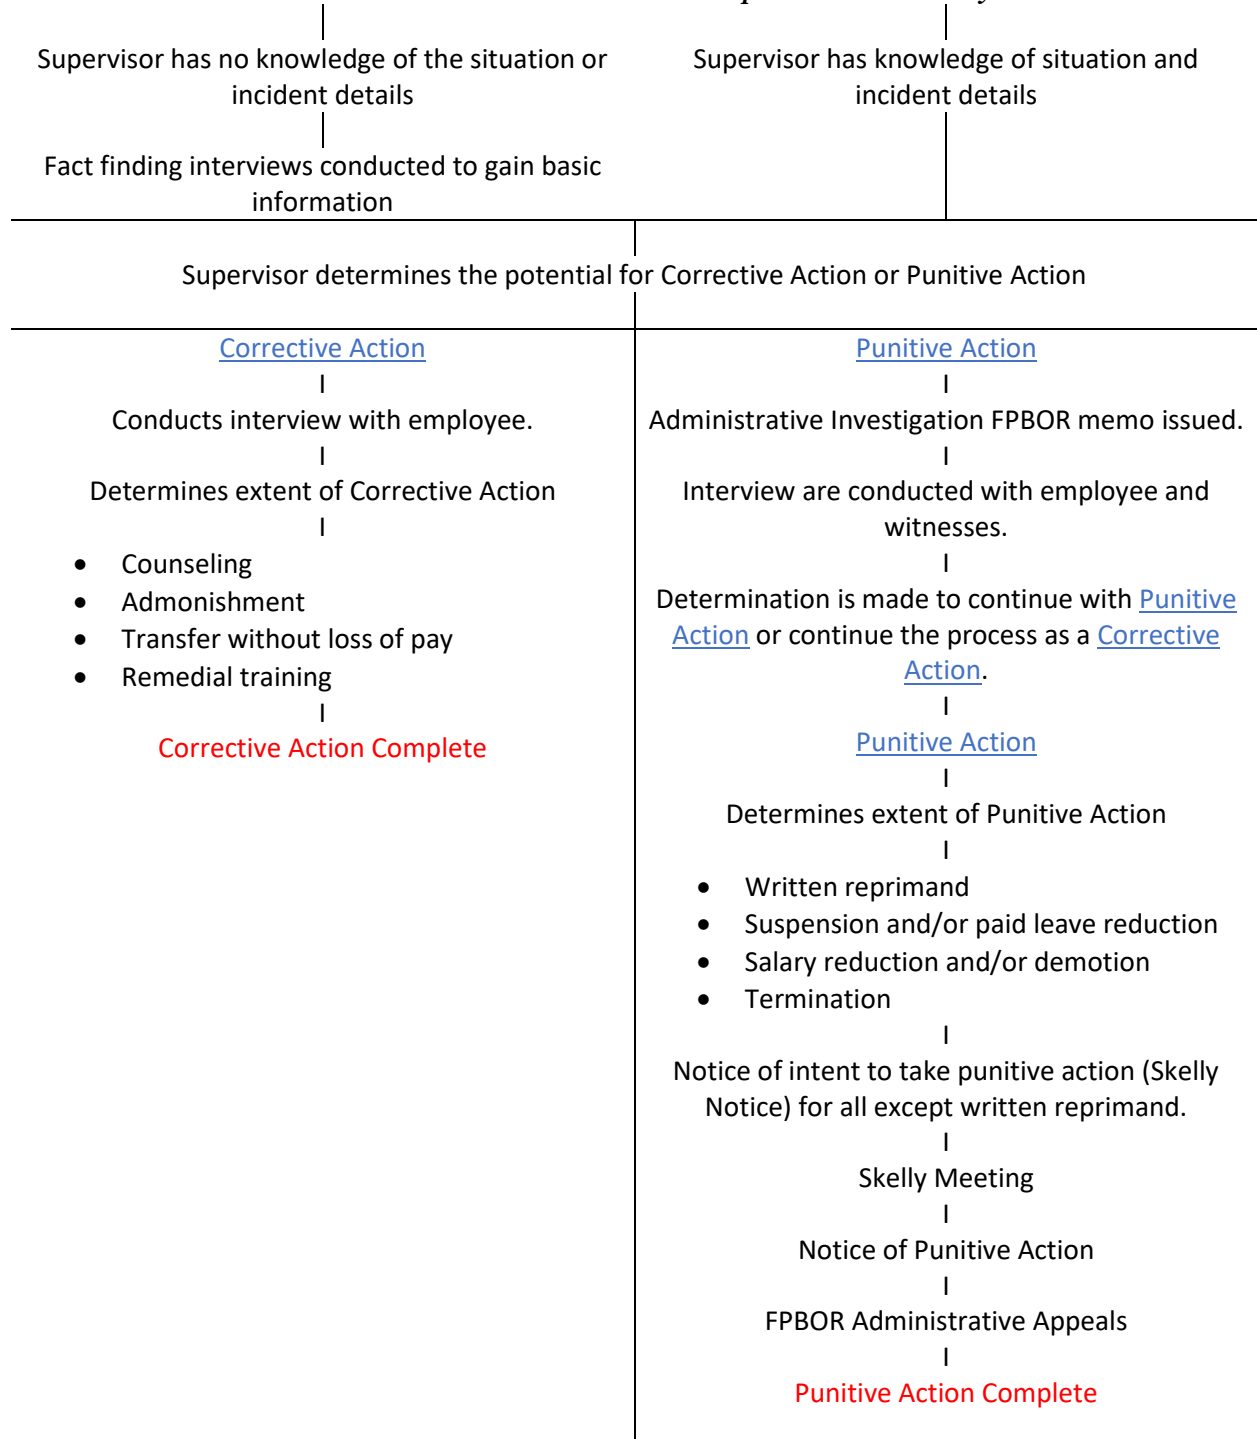 Supervisor has no knowledge of the situation or
incident details
Supervisor has knowledge of situation and
incident details
Fact finding interviews conducted to gain basic
information
Supervisor determines the potential for Corrective Action or Punitive Action
Corrective Action
I
Conducts interview with employee.
I
Determines extent of Corrective Action
I
• Counseling
• Admonishment
• Transfer without loss of pay
• Remedial training
I
Corrective Action Complete
Punitive Action
I
Administrative Investigation FPBOR memo issued.
I
Interview are conducted with employee and
witnesses.
I
Determination is made to continue with Punitive
Action or continue the process as a Corrective
Action.
I
Punitive Action
I
Determines extent of Punitive Action
I
• Written reprimand
• Suspension and/or paid leave reduction
• Salary reduction and/or demotion
• Termination
I
Notice of intent to take punitive action (Skelly
Notice) for all except written reprimand.
I
Skelly Meeting
I
Notice of Punitive Action
I
FPBOR Administrative Appeals
I
Punitive Action Complete